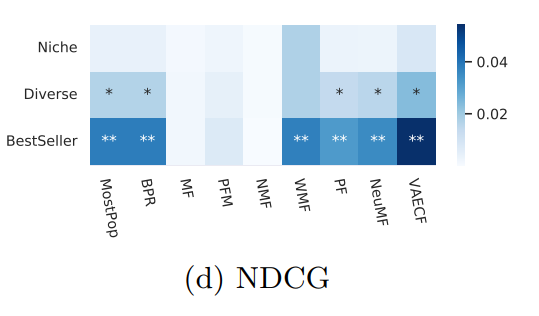 Niche
Diverse * * * * *
BestSeller ** ** ** ** ** **
0.04
0.02
MostPop BPR MF PFM NMF WMF PF NeuMF VAECF
(d) NDCG